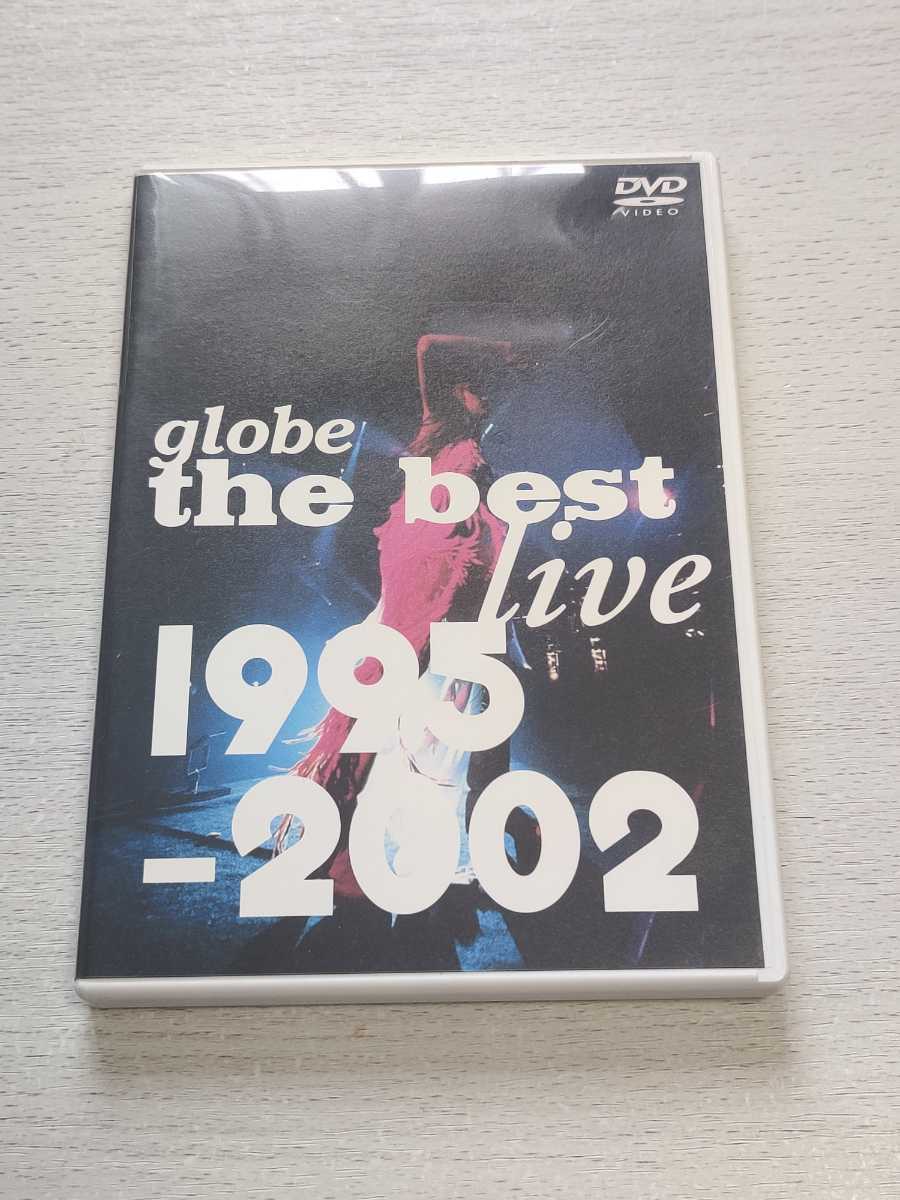 DVD
VIDEO
globe
the best
live
1995
-2002